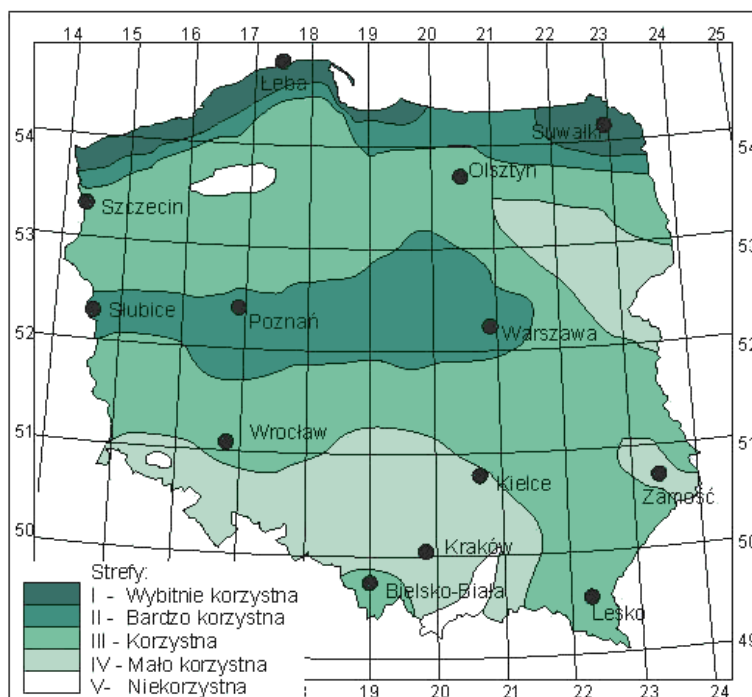 14 15 16 17 18 19 20 21 22 23 24 25
Łeba
54
Suwałki
54
Olsztyn
Szczecin
53
53
Słubice
Poznań
Warszawa
52
52
Wrocław
51
51
Kielce
Zamość
50
50
Kraków
Bielsko-Biała
Lesko
49
Strefy:
I - Wybitnie korzystna
II - Bardzo korzystna
III - Korzystna
IV - Mało korzystna
V- Niekorzystna
19 20 21 22 23 24